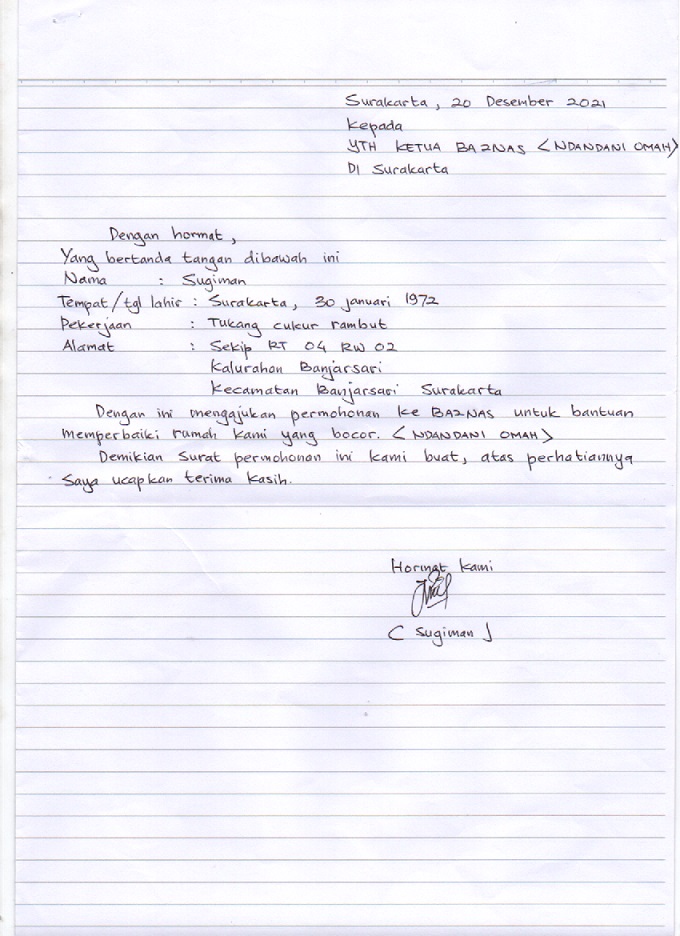 Surakarta, 20 Desember 2021
Kepada
YTH KETUA BAZNAS <NDANDANI OMAH>
DI Surakarta
Dengan hormat,
Yang bertanda tangan dibawah ini
Nama : Sugiman
Tempat/tgl lahir : Surakarta, 30 januari 1972
Pekerjaan : Tukang cukur rambut
Alamat : Sekip RT 04 RW 02
Kalurahan Banjarsari
Kecamatan Banjarsari Surakarta
Dengan ini mengajukan permohonan ke BAZNAS untuk bantuan
memperbaiki rumah kami yang bocor. <NDANDANI OMAH>
Demikian Surat permohonan ini kami buat, atas perhatiannya
Saya ucapkan terima kasih.
Hormat kami
( Sugiman )